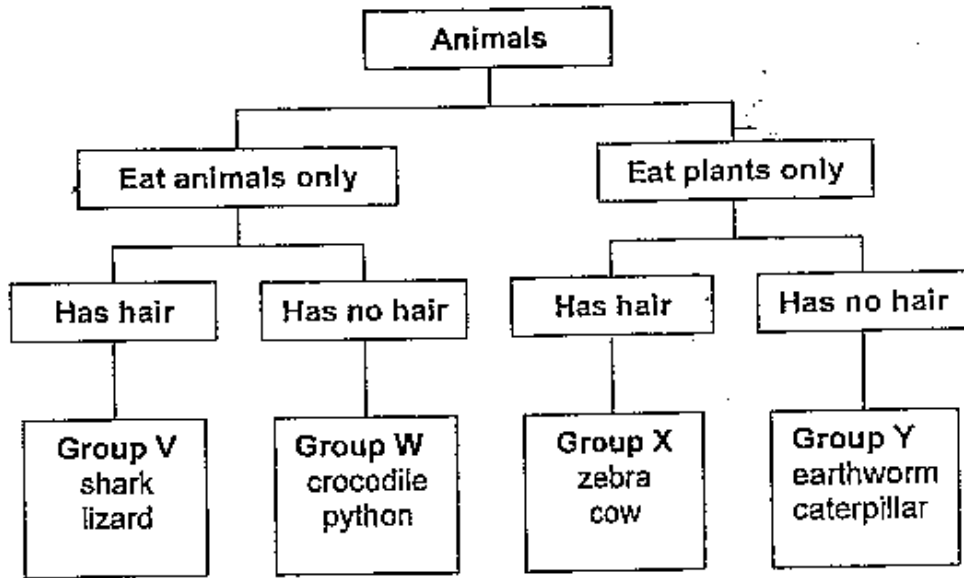 Animals
Eat animals only
Eat plants only
Has hair
Has no hair
Has hair
Has no hair
Group V
shark
lizard
Group W
crocodile
python
Group X
zebra
cow
Group Y
earthworm
caterpillar